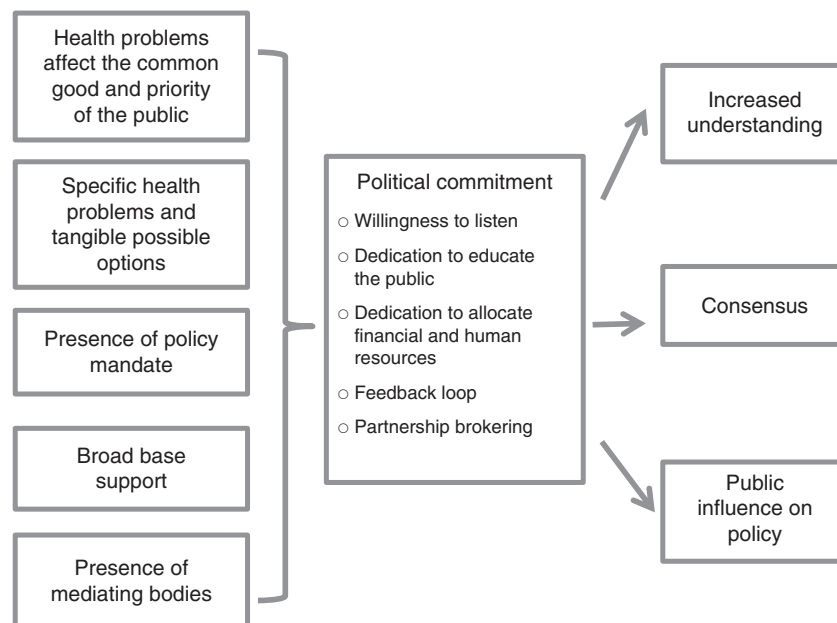 Health problems
affect the common
good and priority
of the public
Specific health
problems and
tangible possible
options
Presence of policy
mandate
Broad base
support
Presence of
mediating bodies
Political commitment
○ Willingness to listen
○ Dedication to educate
the public
○ Dedication to allocate
financial and human
resources
○ Feedback loop
○ Partnership brokering
Increased
understanding
Consensus
Public
influence on
policy